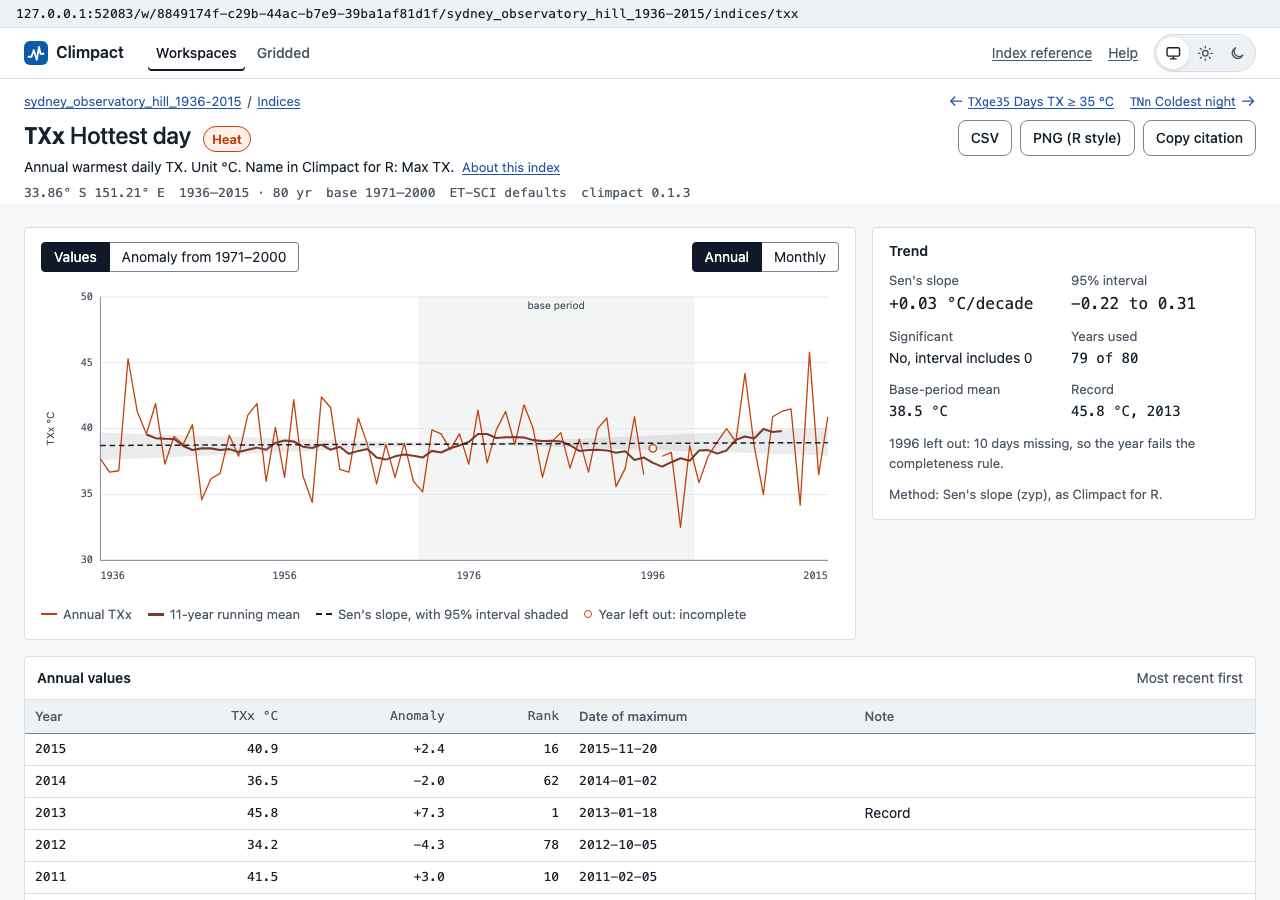 127.0.0.1:52083/w/8849174f-c29b-44ac-b7e9-39ba1af81d1f/sydney_observatory_hill_1936-2015/indices/txx
Climpact Workspaces Gridded Index reference Help
sydney_observatory_hill_1936-2015 / Indices
← TXge35 Days TX ≥ 35 °C TNn Coldest night →
TXx Hottest day Heat
CSV PNG (R style) Copy citation
Annual warmest daily TX. Unit °C. Name in Climpact for R: Max TX. About this index
33.86° S 151.21° E 1936–2015 · 80 yr base 1971–2000 ET-SCI defaults climpact 0.1.3
Values Anomaly from 1971–2000 Annual Monthly
50
base period
45
40
TXx °C
35
30
1936 1956 1976 1996 2015
Annual TXx 11-year running mean Sen's slope, with 95% interval shaded Year left out: incomplete
Trend
Sen's slope 95% interval
+0.03 °C/decade −0.22 to 0.31
Significant Years used
No, interval includes 0 79 of 80
Base-period mean Record
38.5 °C 45.8 °C, 2013
1996 left out: 10 days missing, so the year fails the
completeness rule.
Method: Sen's slope (zyp), as Climpact for R.
Annual values Most recent first
Year TXx °C Anomaly Rank Date of maximum Note
2015 40.9 +2.4 16 2015-11-20
2014 36.5 −2.0 62 2014-01-02
2013 45.8 +7.3 1 2013-01-18 Record
2012 34.2 −4.3 78 2012-10-05
2011 41.5 +3.0 10 2011-02-05